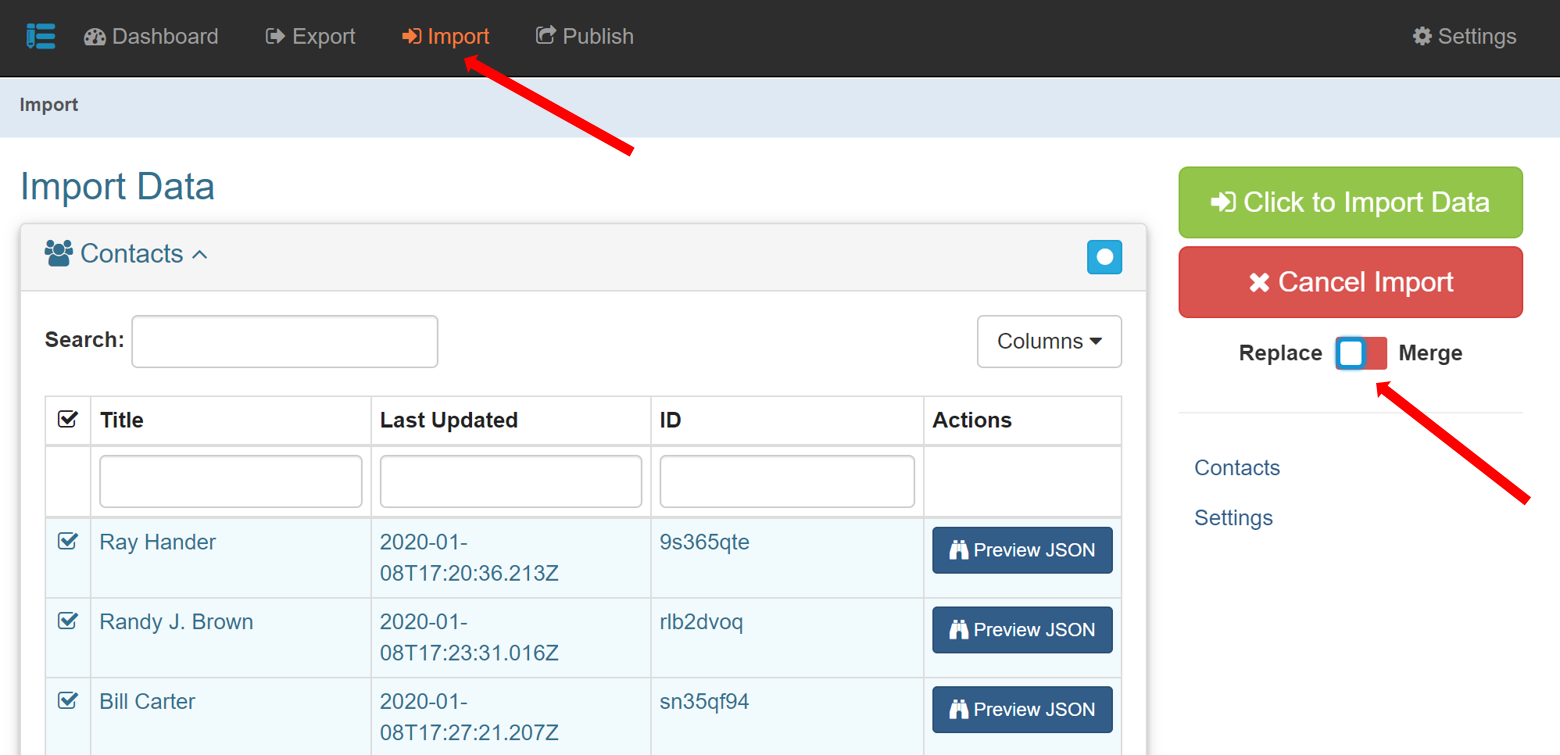 Dashboard Export Import Publish Settings
Import
Import Data
Click to Import Data
Contacts
Cancel Import
Search: Columns
Replace Merge
Title Last Updated ID Actions
Contacts
Settings
Ray Hander 2020-01-08T17:20:36.213Z 9s365qte Preview JSON
Randy J. Brown 2020-01-08T17:23:31.016Z rlb2dvoq Preview JSON
Bill Carter 2020-01-08T17:27:21.207Z sn35qf94 Preview JSON